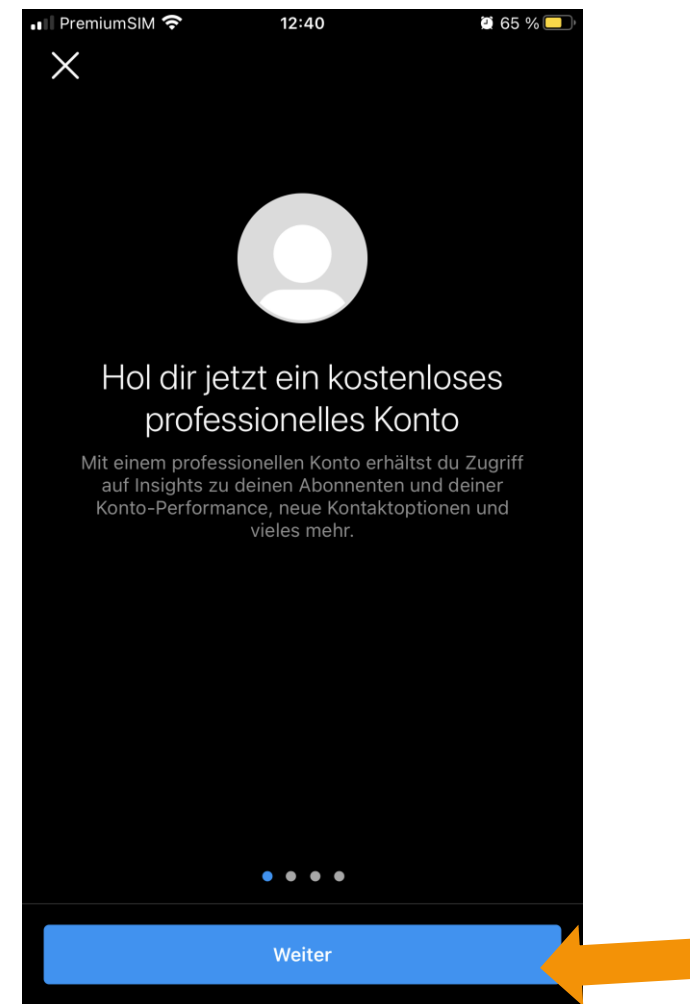 PremiumSIM 12:40 65 %
Hol dir jetzt ein kostenloses
professionelles Konto
Mit einem professionellen Konto erhältst du Zugriff
auf Insights zu deinen Abonnenten und deiner
Konto-Performance, neue Kontaktoptionen und
vieles mehr.
Weiter